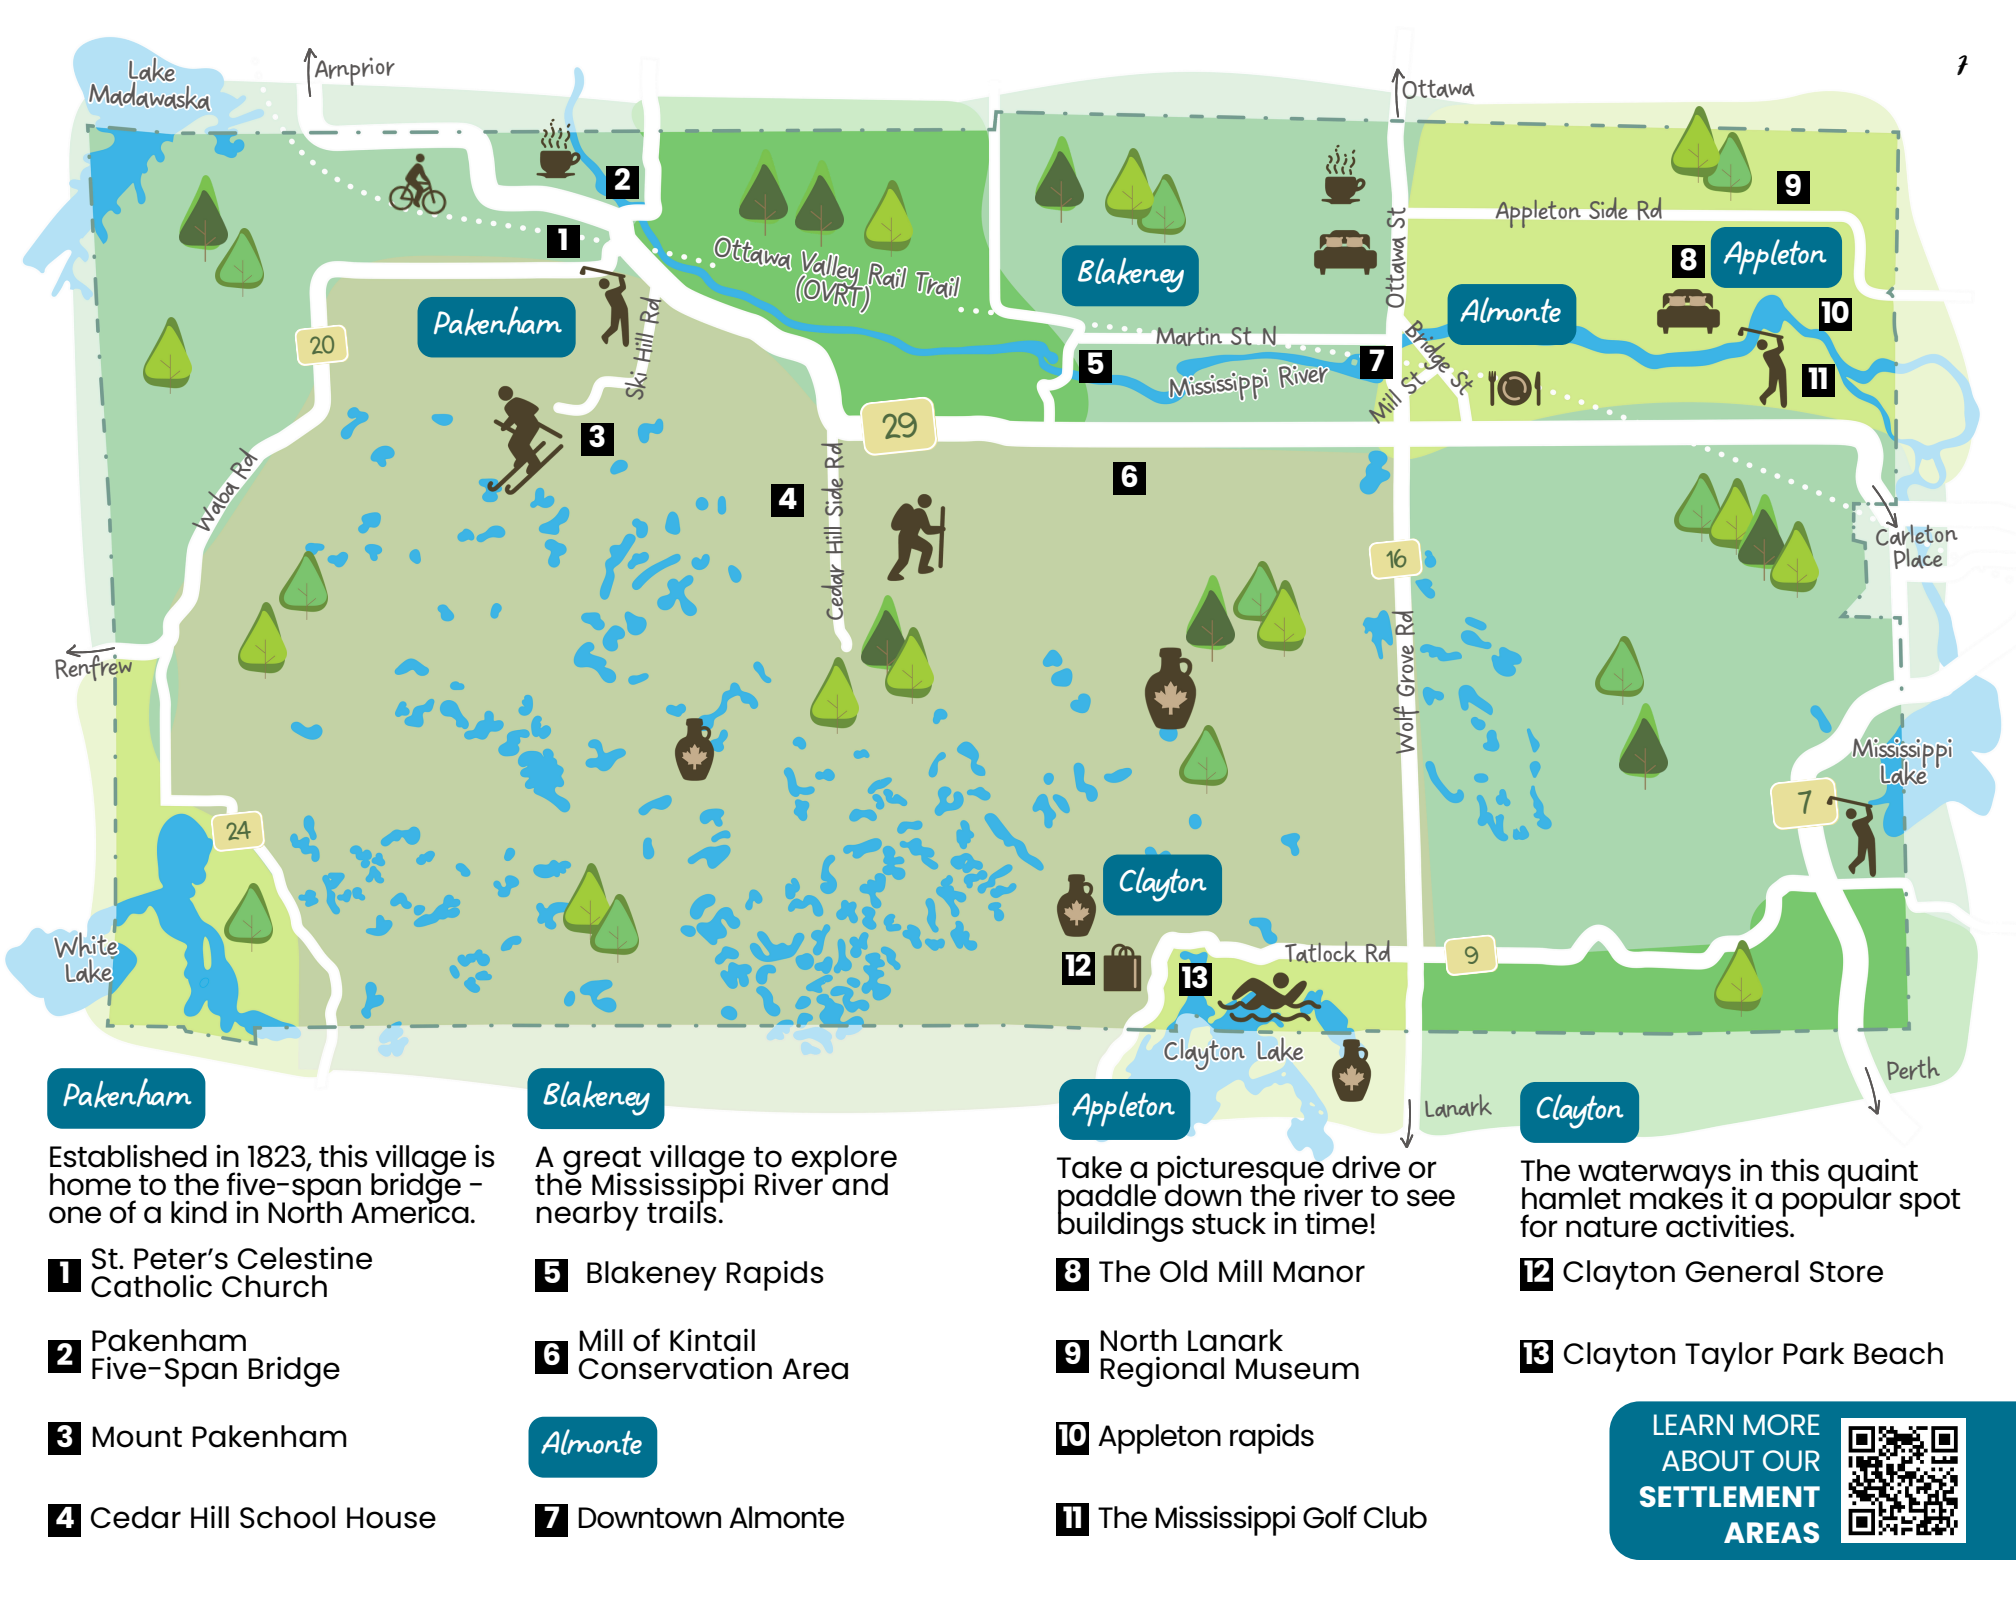 7
Lake
Madawaska
Arnprior
Ottawa
2
9
1
Appleton Side Rd
Ottawa St
Ottawa Valley Rail Trail
(OVRT)
Blakeney
8
Appleton
Pakenham
Almonte
10
20
Ski Hill Rd
Martin St N
Bridge St
5
Mississippi River
7
Mill St
11
3
29
Waba Rd
4
Cedar Hill Side Rd
6
16
Carleton
Place
Renfrew
Wolf Grove Rd
Mississippi
Lake
7
24
Clayton
White
Lake
12
13
Tatlock Rd
9
Clayton Lake
Lanark
Perth
Pakenham
Established in 1823, this village is
home to the five-span bridge -
one of a kind in North America.
1 St. Peter's Celestine
Catholic Church
2 Pakenham
Five-Span Bridge
3 Mount Pakenham
4 Cedar Hill School House
Blakeney
A great village to explore
the Mississippi River and
nearby trails.
5 Blakeney Rapids
6 Mill of Kintail
Conservation Area
Almonte
7 Downtown Almonte
Appleton
Take a picturesque drive or
paddle down the river to see
buildings stuck in time!
8 The Old Mill Manor
9 North Lanark
Regional Museum
10 Appleton rapids
11 The Mississippi Golf Club
Clayton
The waterways in this quaint
hamlet makes it a popular spot
for nature activities.
12 Clayton General Store
13 Clayton Taylor Park Beach
LEARN MORE
ABOUT OUR
SETTLEMENT
AREAS